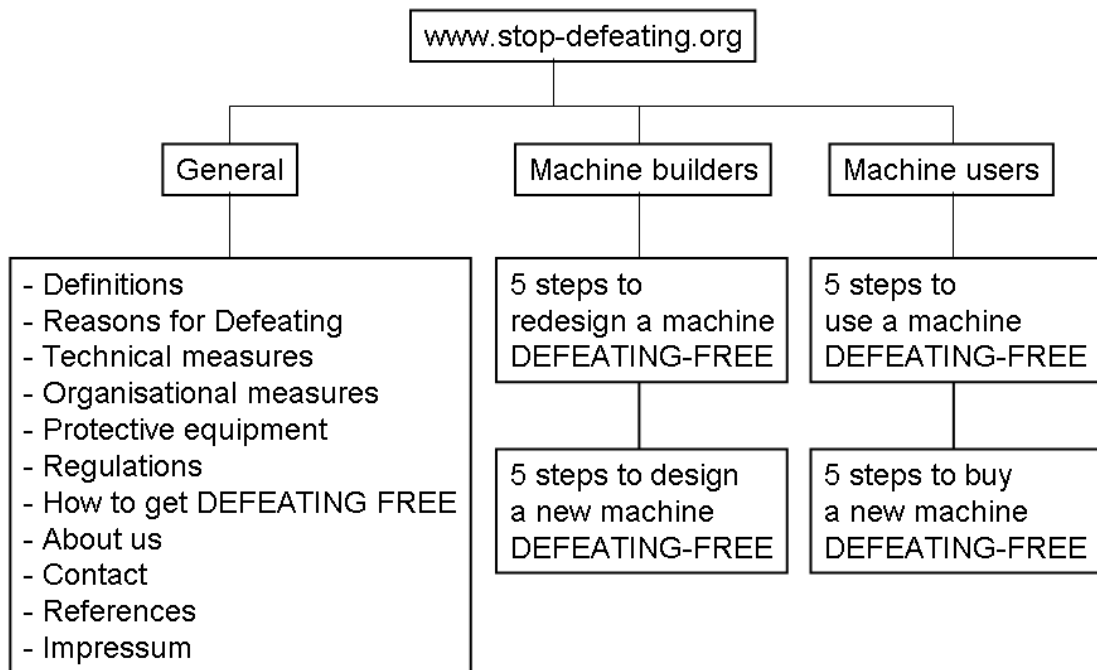 www.stop-defeating.org
General
Machine builders
Machine users
- Definitions
- Reasons for Defeating
- Technical measures
- Organisational measures
- Protective equipment
- Regulations
- How to get DEFEATING FREE
- About us
- Contact
- References
- Impressum
5 steps to
redesign a machine
DEFEATING-FREE
5 steps to design
a new machine
DEFEATING-FREE
5 steps to
use a machine
DEFEATING-FREE
5 steps to buy
a new machine
DEFEATING-FREE